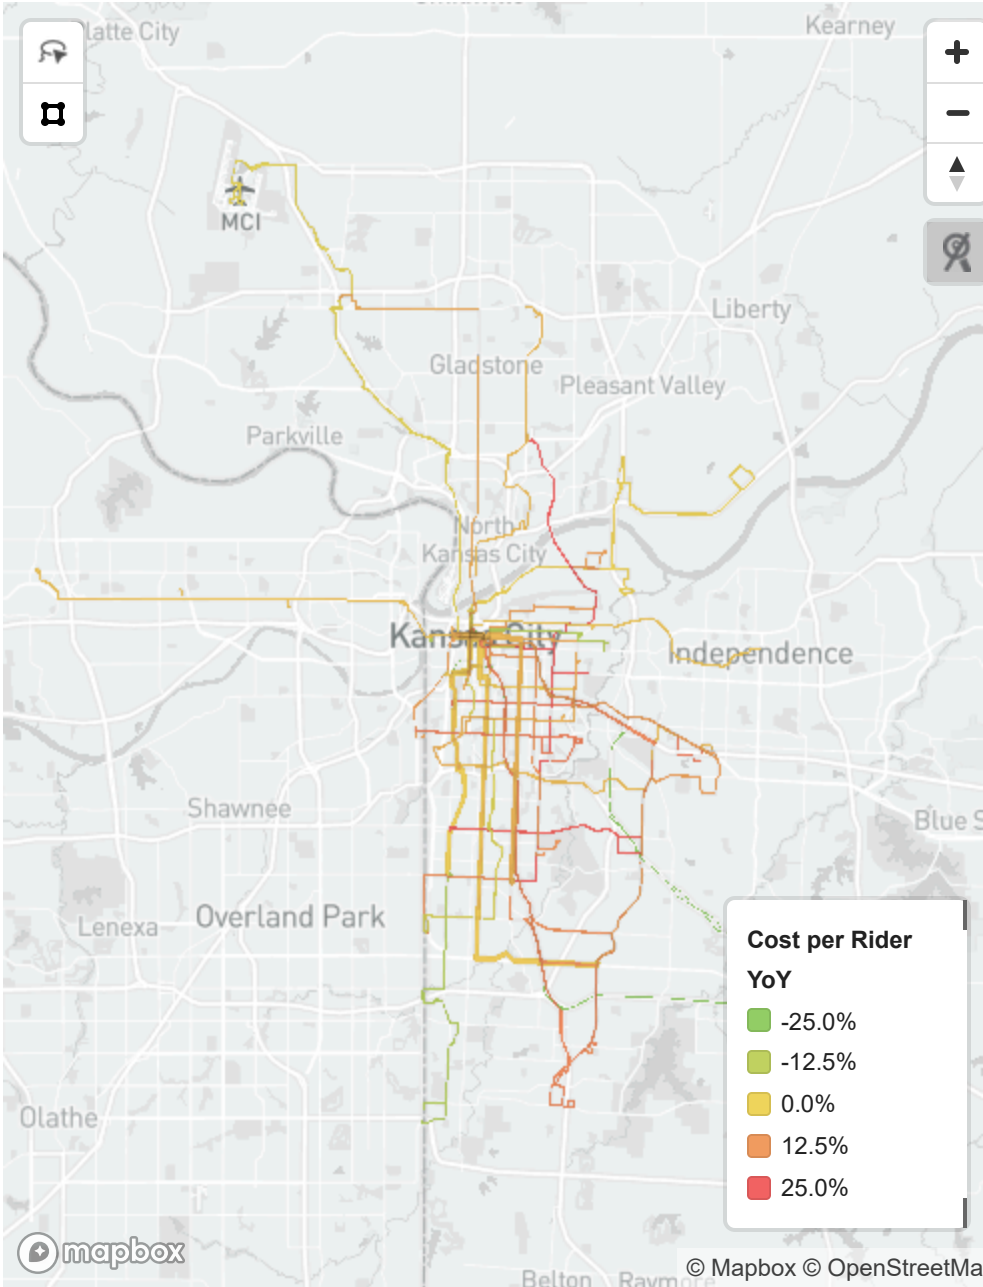 Platte City
Kearney
MCI
Liberty
Gladstone
Pleasant Valley
Parkville
North
Kansas City
Kansas City
Independence
Shawnee
Blue S
Overland Park
Lenexa
Cost per Rider
YoY
-25.0%
-12.5%
0.0%
12.5%
25.0%
Olathe
mapbox
© Mapbox © OpenStreetMa
Belton
Raymore